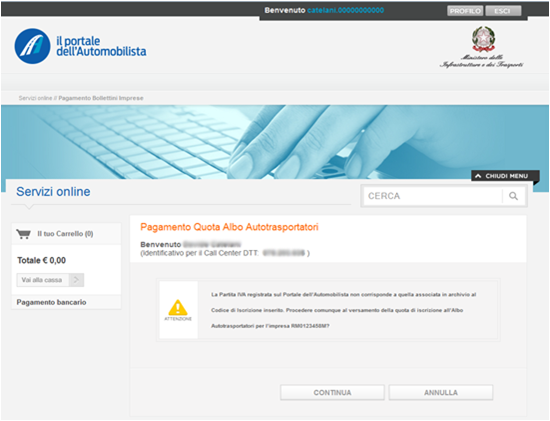 Benvenuto catelani.00000000000
PROFILO
ESCI
il portale
dell'Automobilista
Ministero delle
Infrastrutture e dei Trasporti
Servizi online // Pagamento Bollettini Imprese
CHIUDI MENU
Servizi online
CERCA
Il tuo Carrello (0)
Totale € 0,00
Vai alla cassa
Pagamento bancario
Pagamento Quota Albo Autotrasportatori
Benvenuto
(identificativo per il Call Center DTT: )
ATTENZIONE
La Partita IVA registrata sul Portale dell'Automobilista non corrisponde a quella associata in archivio al
Codice di Iscrizione inserito. Procedere comunque al versamento della quota di iscrizione all'Albo
Autotrasportatori per l'impresa RM0123458M?
CONTINUA
ANNULLA